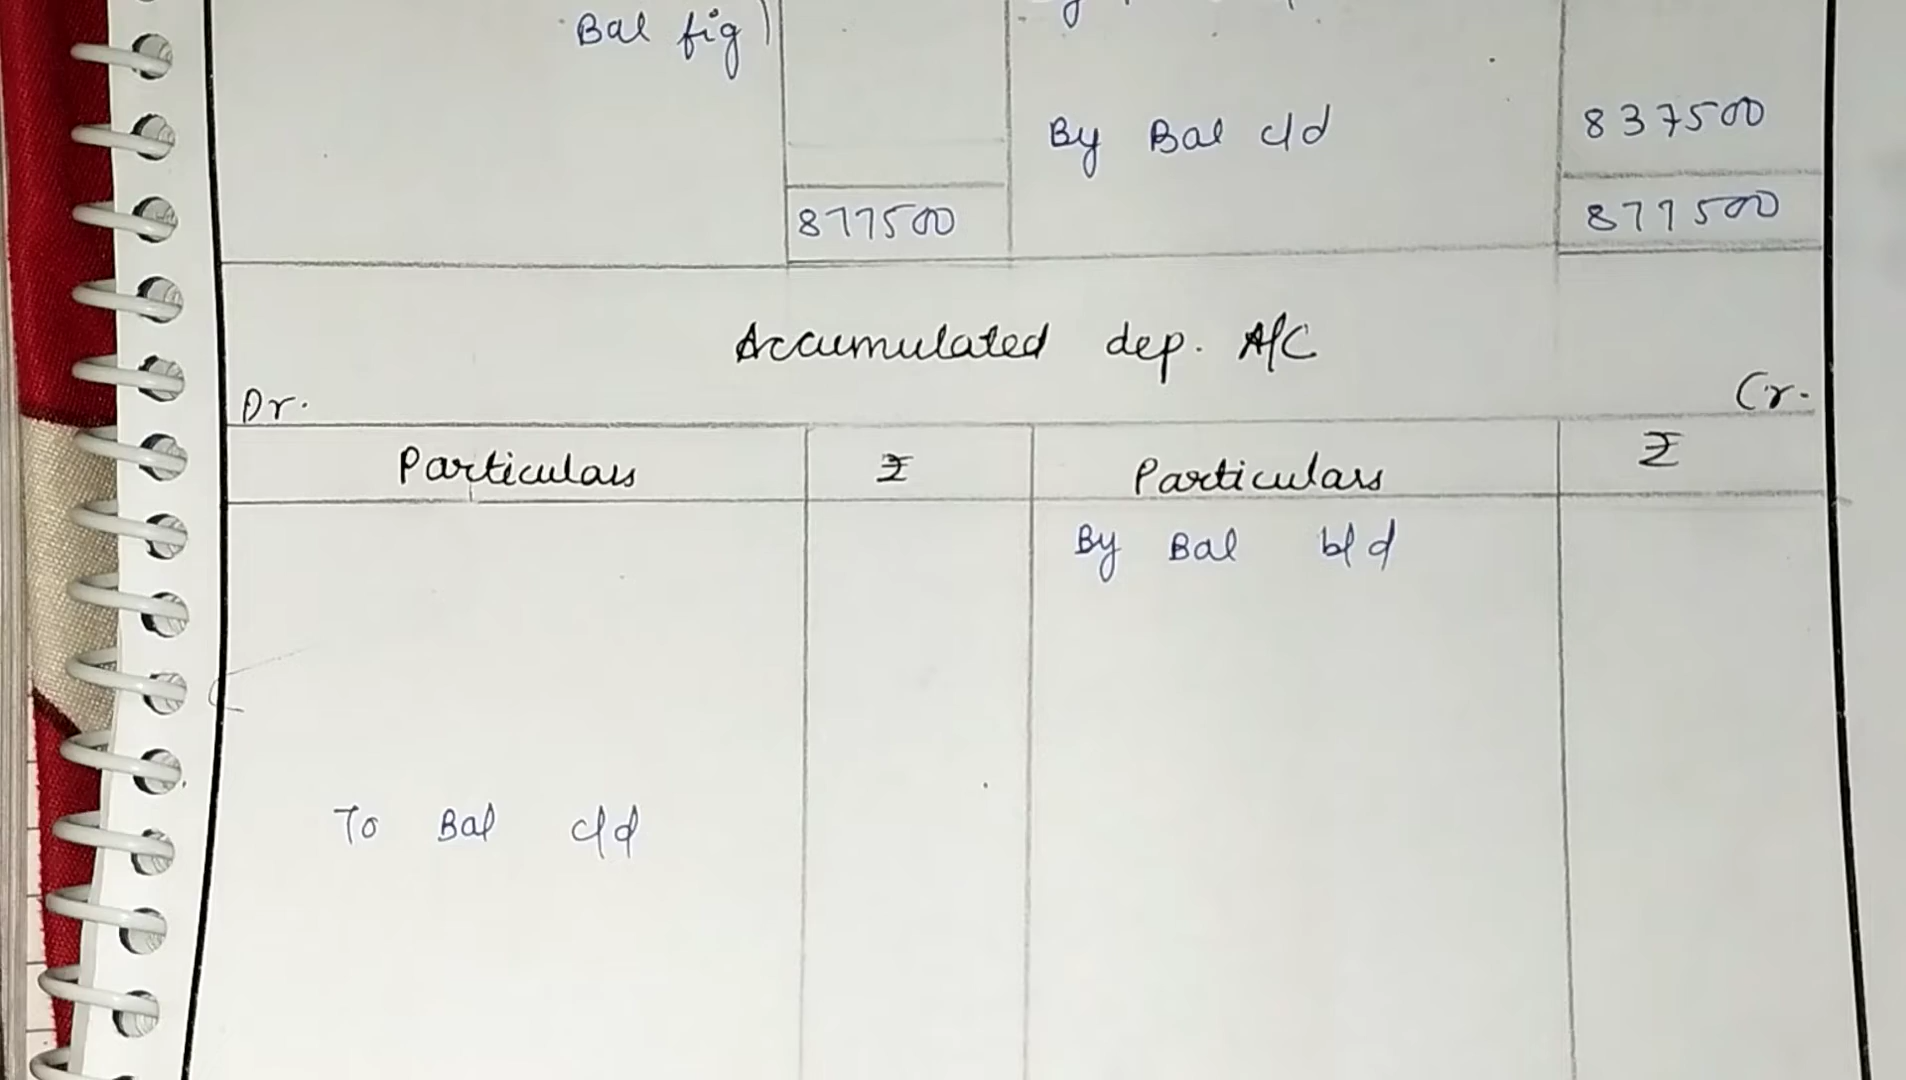 Bal fig)
By Bal c/d 837500
877500 877500
Accumulated dep. A/C
Dr. Cr.
Particulars ₹ Particulars ₹
By Bal b/d
To Bal c/d